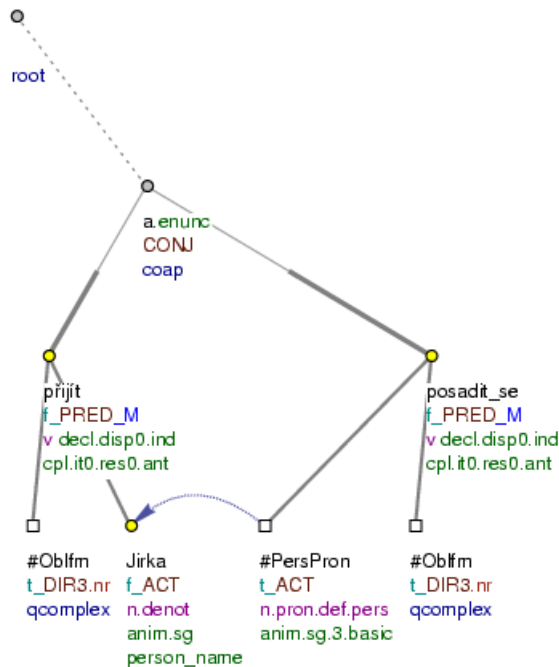 root
a.enunc
CONJ
coap
přijít
f_PRED_M
v decl.disp0.ind
cpl.it0.res0.ant
posadit_se
f_PRED_M
v decl.disp0.ind
cpl.it0.res0.ant
#Oblfm
t_DIR3.nr
qcomplex
Jirka
f_ACT
n.denot
anim.sg
person_name
#PersPron
t_ACT
n.pron.def.pers
anim.sg.3.basic
#Oblfm
t_DIR3.nr
qcomplex